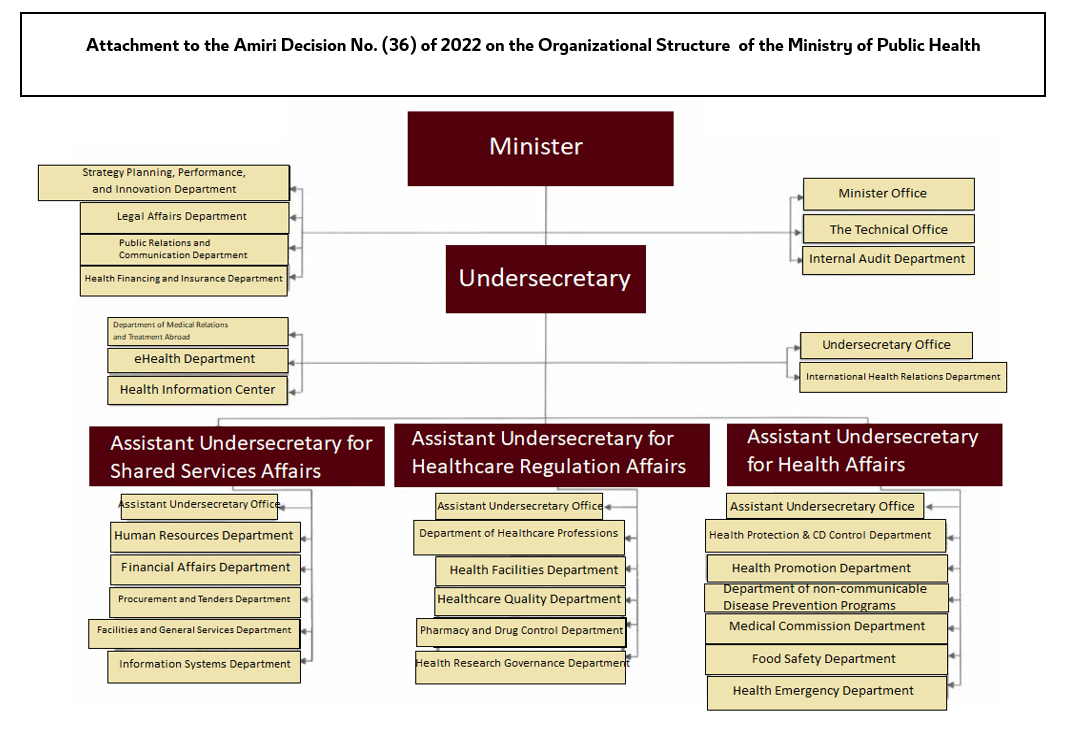 Attachment to the Amiri Decision No. (36) of 2022 on the Organizational Structure of the Ministry of Public Health
Minister
Strategy Planning, Performance,
and Innovation Department
Legal Affairs Department
Public Relations and
Communication Department
Health Financing and Insurance Department
Minister Office
The Technical Office
Internal Audit Department
Undersecretary
Department of Medical Relations
and Treatment Abroad
eHealth Department
Health Information Center
Undersecretary Office
International Health Relations Department
Assistant Undersecretary for
Shared Services Affairs
Assistant Undersecretary Office
Human Resources Department
Financial Affairs Department
Procurement and Tenders Department
Facilities and General Services Department
Information Systems Department
Assistant Undersecretary for
Healthcare Regulation Affairs
Assistant Undersecretary Office
Department of Healthcare Professions
Health Facilities Department
Healthcare Quality Department
Pharmacy and Drug Control Department
Health Research Governance Department
Assistant Undersecretary
for Health Affairs
Assistant Undersecretary Office
Health Protection & CD Control Department
Health Promotion Department
Department of non-communicable
Disease Prevention Programs
Medical Commission Department
Food Safety Department
Health Emergency Department